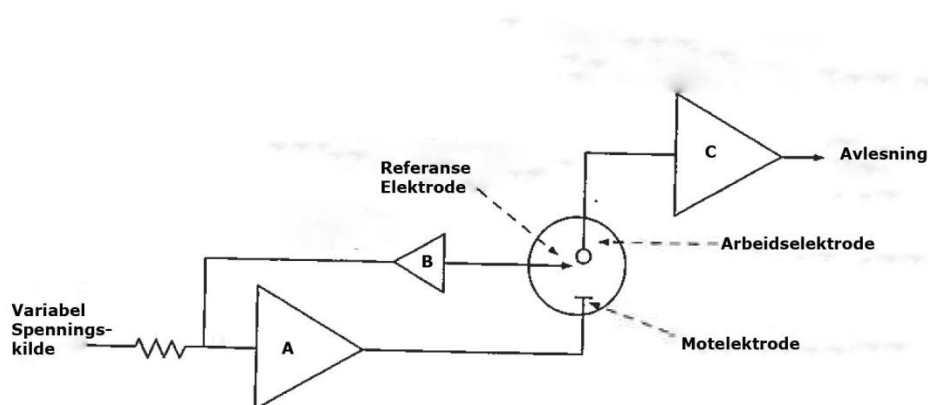 C
Avlesning
Referanse
Elektrode
Arbeidselektrode
B
Variabel
Spennings-
kilde
A
Motelektrode